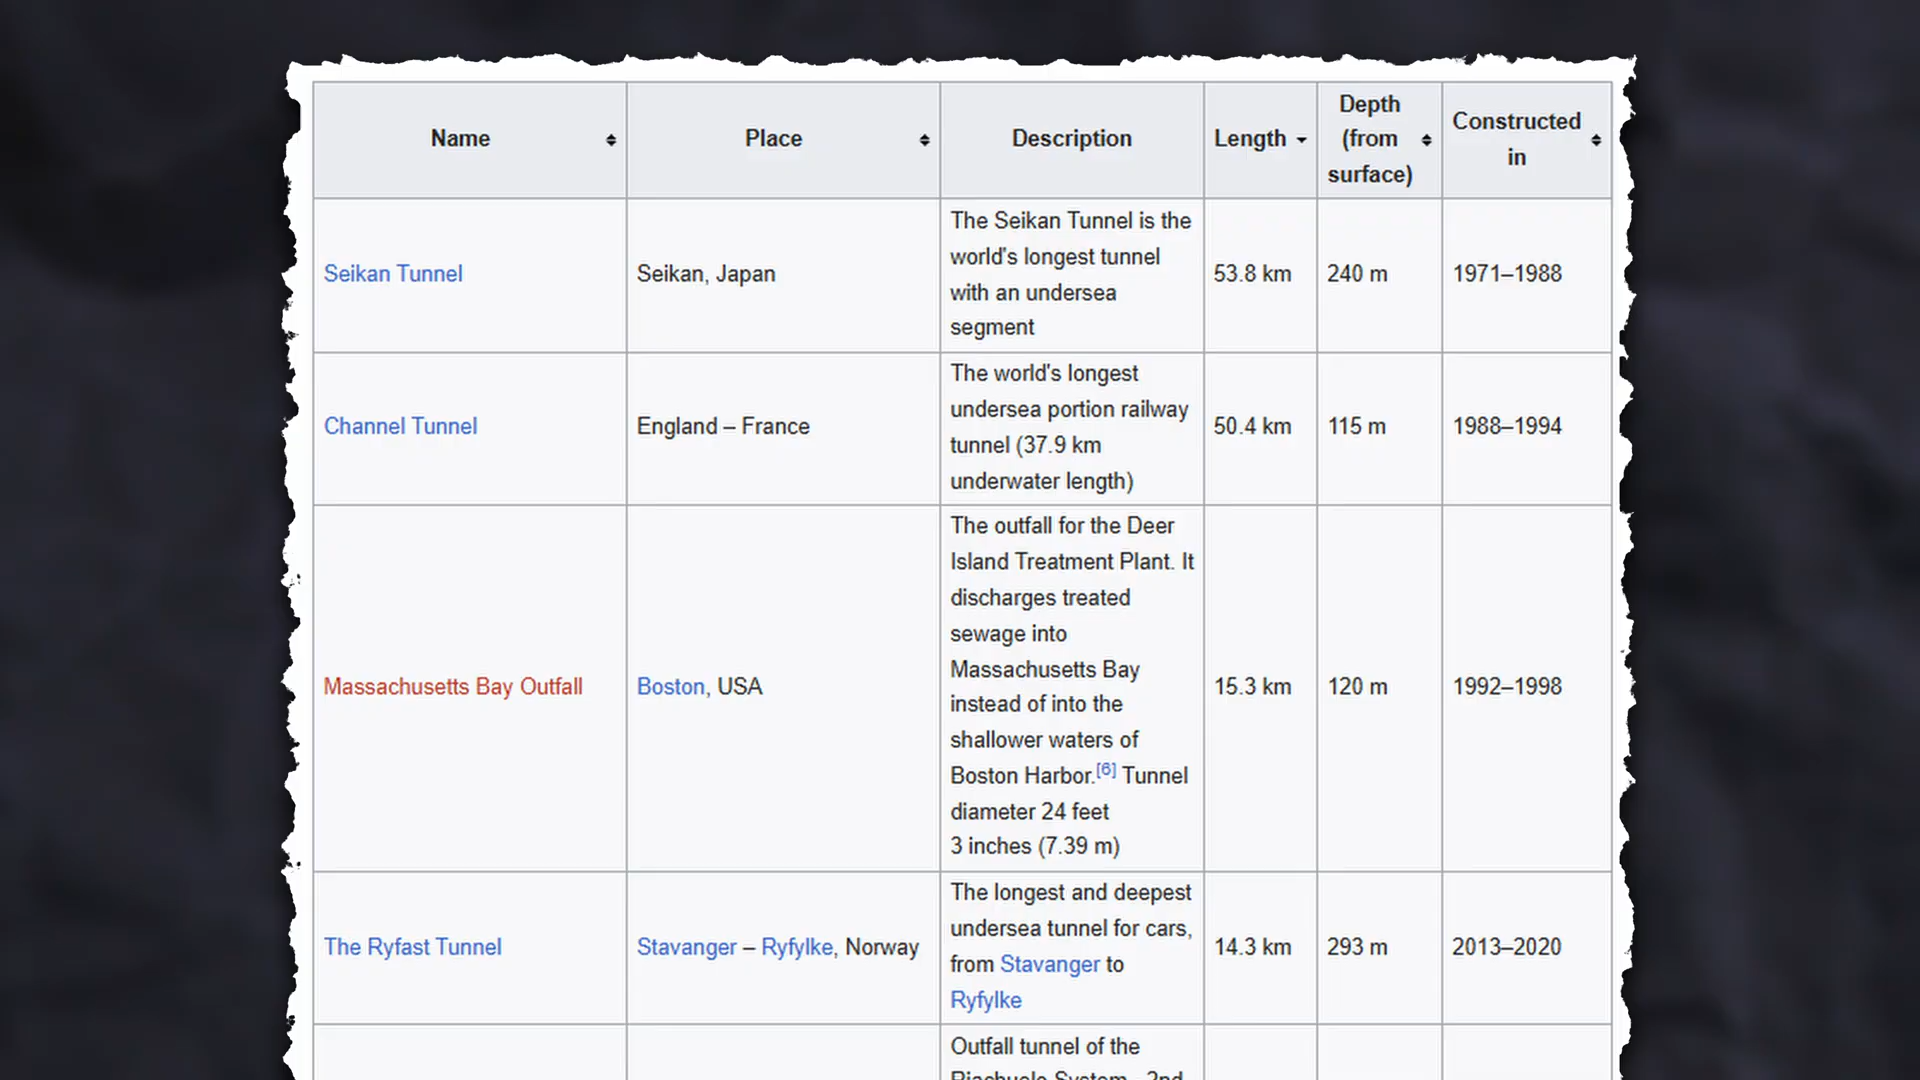 Name
Place
Description
Length
Depth
(from
surface)
Constructed
in
Seikan Tunnel
Seikan, Japan
The Seikan Tunnel is the
world's longest tunnel
with an undersea
segment
53.8 km
240 m
1971–1988
Channel Tunnel
England – France
The world's longest
undersea portion railway
tunnel (37.9 km
underwater length)
50.4 km
115 m
1988–1994
Massachusetts Bay Outfall
Boston, USA
The outfall for the Deer
Island Treatment Plant. It
discharges treated
sewage into
Massachusetts Bay
instead of into the
shallower waters of
Boston Harbor.[6] Tunnel
diameter 24 feet
3 inches (7.39 m)
15.3 km
120 m
1992–1998
The Ryfast Tunnel
Stavanger – Ryfylke, Norway
The longest and deepest
undersea tunnel for cars,
from Stavanger to
Ryfylke
14.3 km
293 m
2013–2020
Outfall tunnel of the
Riachuelo System - 2nd